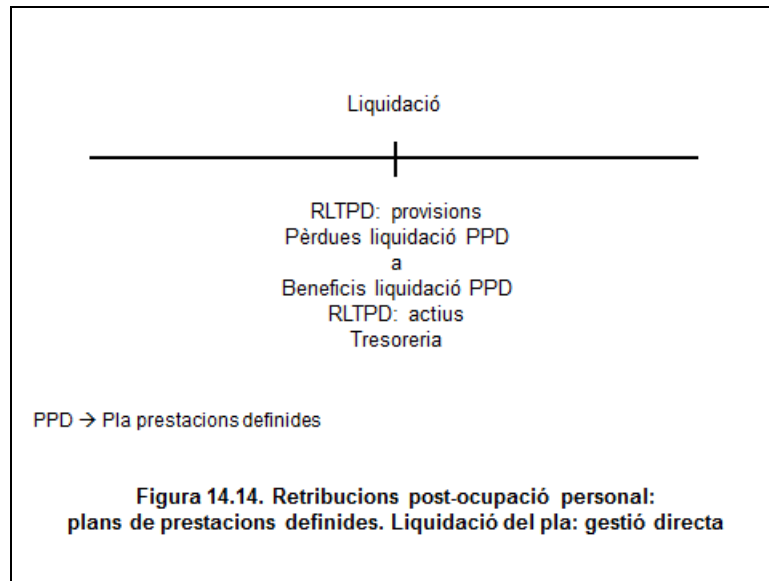 Liquidació
RLTPD: provisions
Pèrdues liquidació PPD
a
Beneficis liquidació PPD
RLTPD: actius
Tresoreria
PPD → Pla prestacions definides
Figura 14.14. Retribucions post-ocupació personal:
plans de prestacions definides. Liquidació del pla: gestió directa